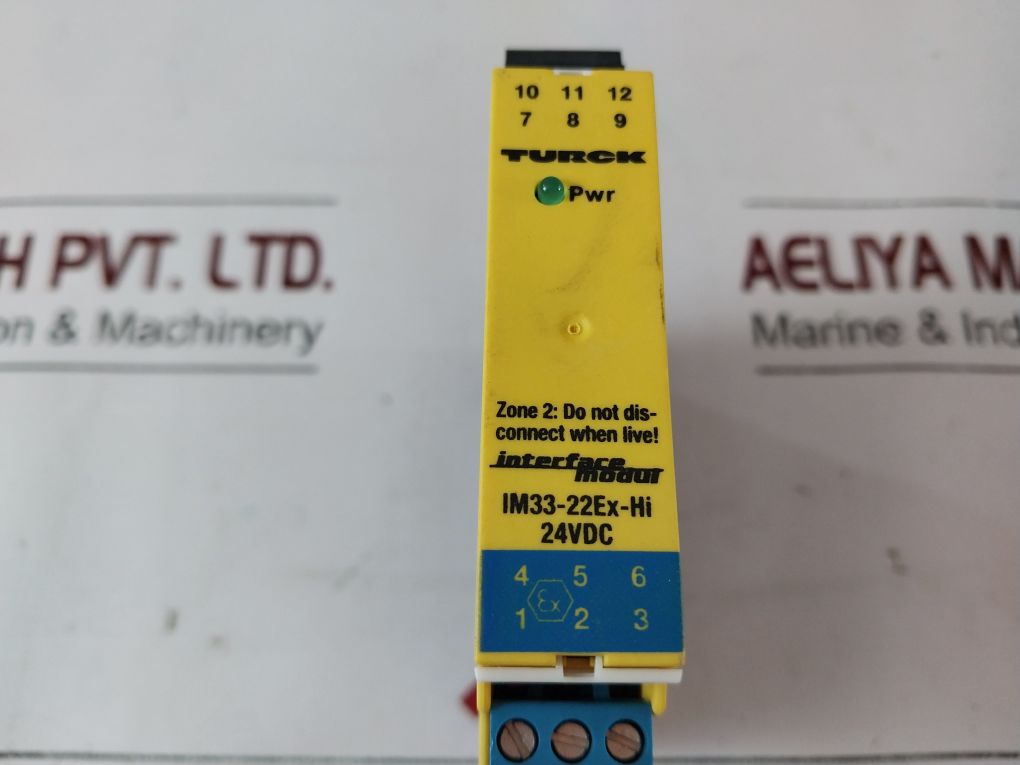 10 11 12
7 8 9
TURCK
Pwr
H PVT. LTD.
on & Machinery
AELIYA M
Marine & Ind
Zone 2: Do not dis-
connect when live!
interface
modul
IM33-22Ex-Hi
24VDC
4 5 6
Ex
1 2 3